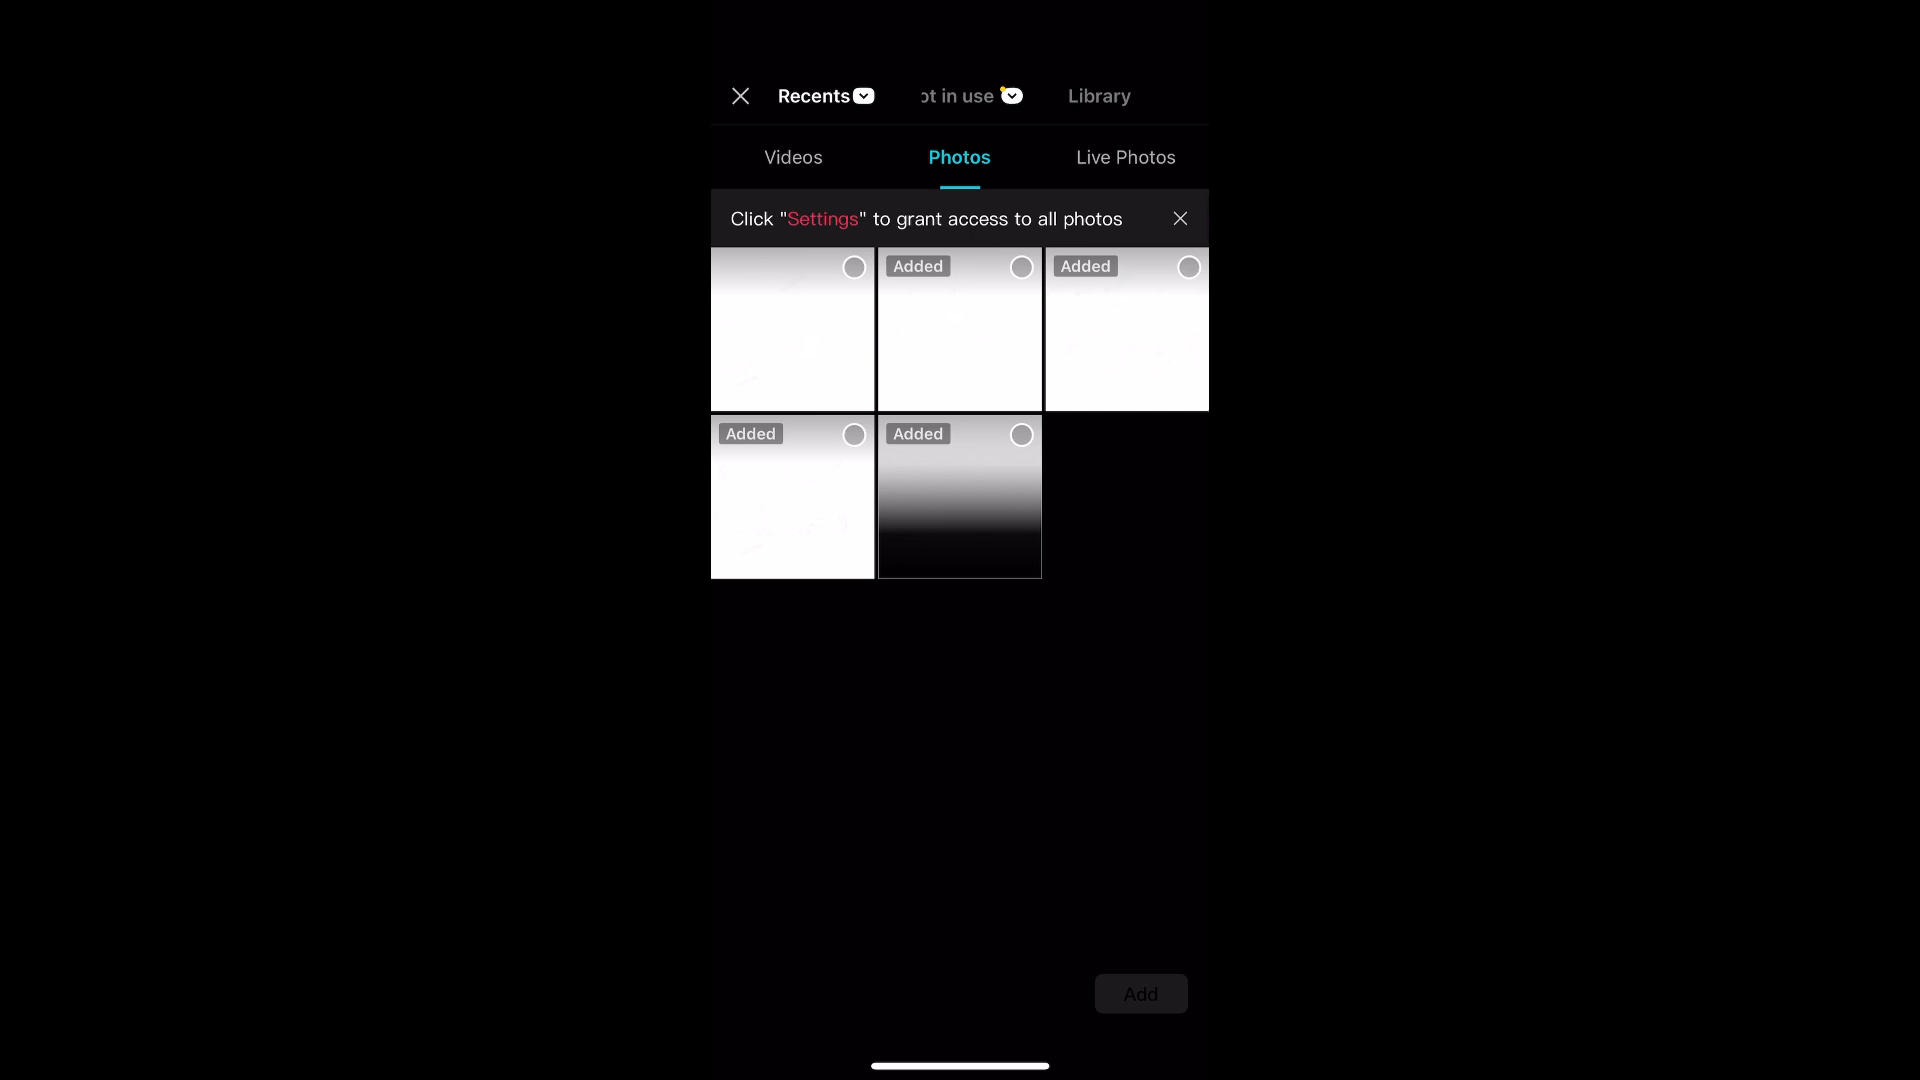 Recents ot in use Library
Videos Photos Live Photos
Click "Settings" to grant access to all photos
Added Added
Added Added
Add